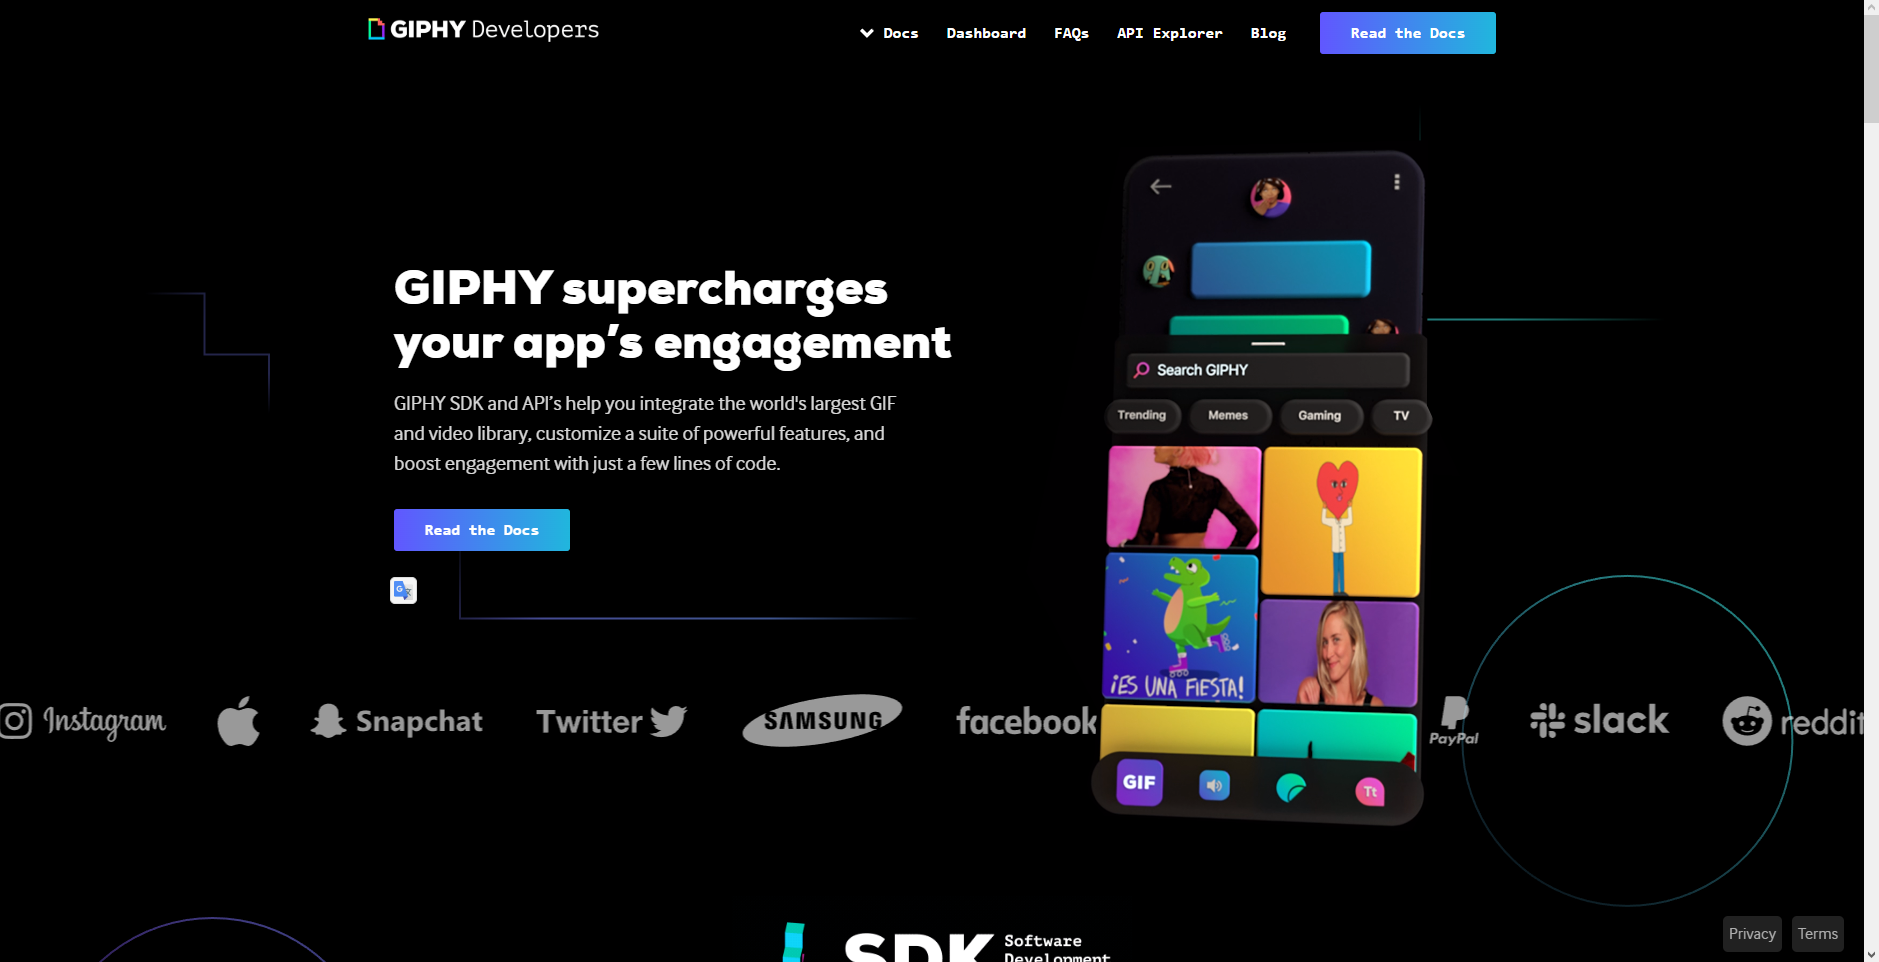 GIPHY Developers
Docs
Dashboard
FAQs
API Explorer
Blog
Read the Docs
GIPHY supercharges
your app’s engagement
GIPHY SDK and API’s help you integrate the world's largest GIF
and video library, customize a suite of powerful features, and
boost engagement with just a few lines of code.
Read the Docs
Search GIPHY
Trending
Memes
Gaming
TV
¡ES UNA FIESTA!
GIF
Tt
Instagram
Snapchat
Twitter
SAMSUNG
facebook
PayPal
slack
reddit
SDK
Software
Development
Privacy
Terms